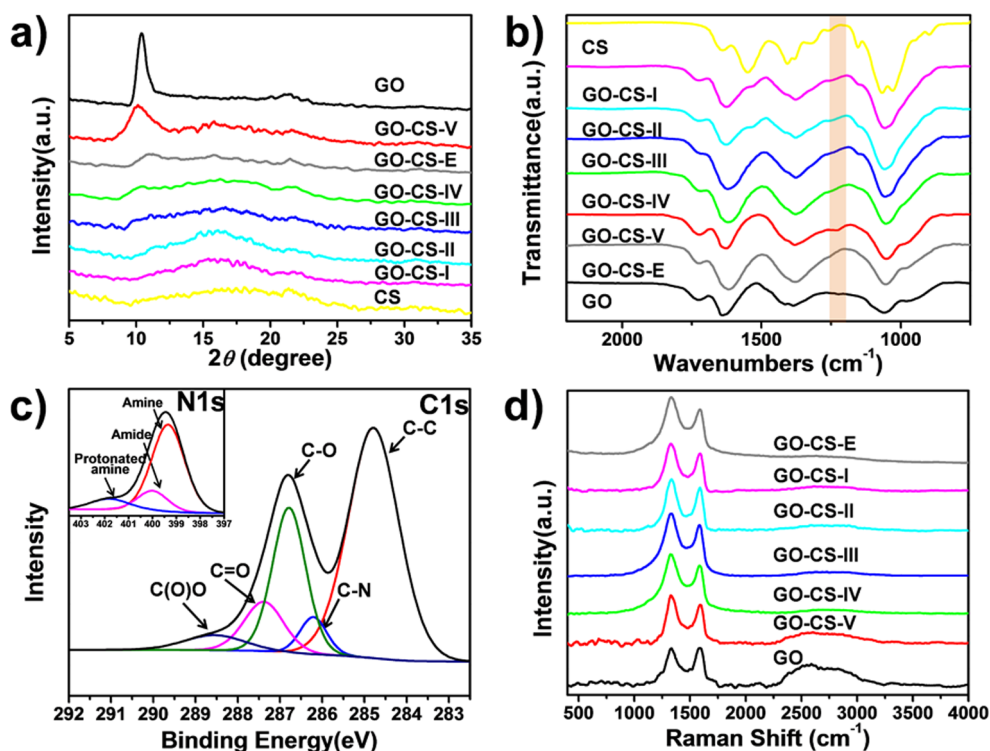 a)
GO
GO-CS-V
GO-CS-E
GO-CS-IV
GO-CS-III
GO-CS-II
GO-CS-I
CS
Intensity(a.u.)
5 10 15 20 25 30 35
2θ (degree)
b)
CS
GO-CS-I
GO-CS-II
GO-CS-III
GO-CS-IV
GO-CS-V
GO-CS-E
GO
Transmittance(a.u.)
2000 1500 1000
Wavenumbers (cm⁻¹)
c)
N1s
Amine
Amide
Protonated
amine
403 402 401 400 399 398 397
C1s
C-C
C-O
C=O
C-N
C(O)O
Intensity
292 290 288 286 284
Binding Energy(eV)
d)
GO-CS-E
GO-CS-I
GO-CS-II
GO-CS-III
GO-CS-IV
GO-CS-V
GO
Intensity(a.u.)
500 1000 1500 2000 2500 3000 3500 4000
Raman Shift (cm⁻¹)